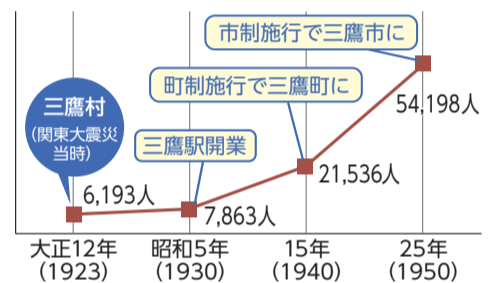 市制施行で三鷹市に
町制施行で三鷹町に
三鷹村
(関東大震災
当時)
三鷹駅開業
54,198人
21,536人
6,193人
7,863人
大正12年
(1923)
昭和5年
(1930)
15年
(1940)
25年
(1950)